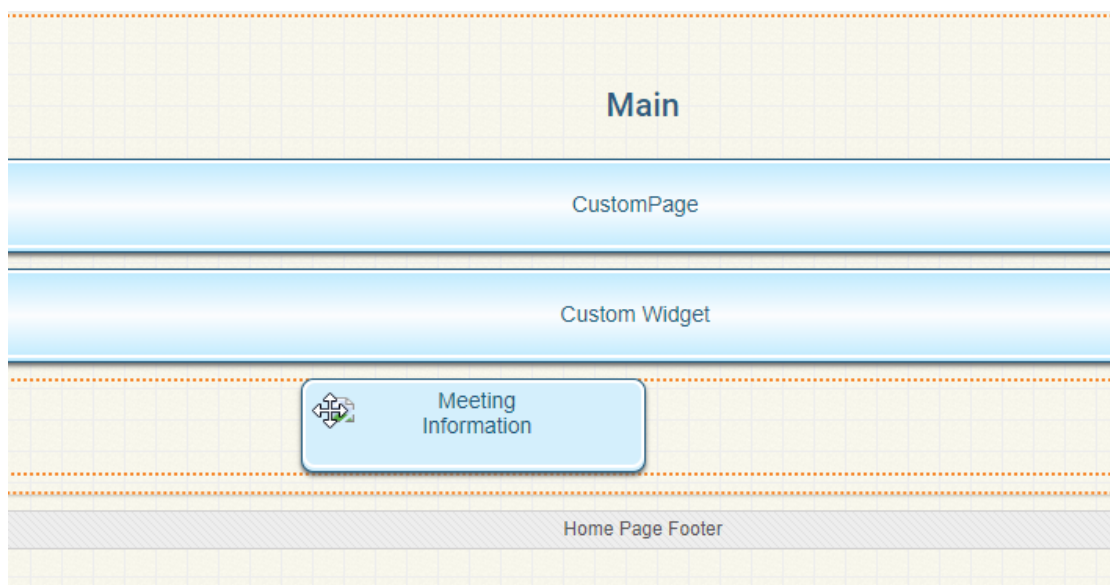 Main
CustomPage
Custom Widget
Meeting
Information
Home Page Footer